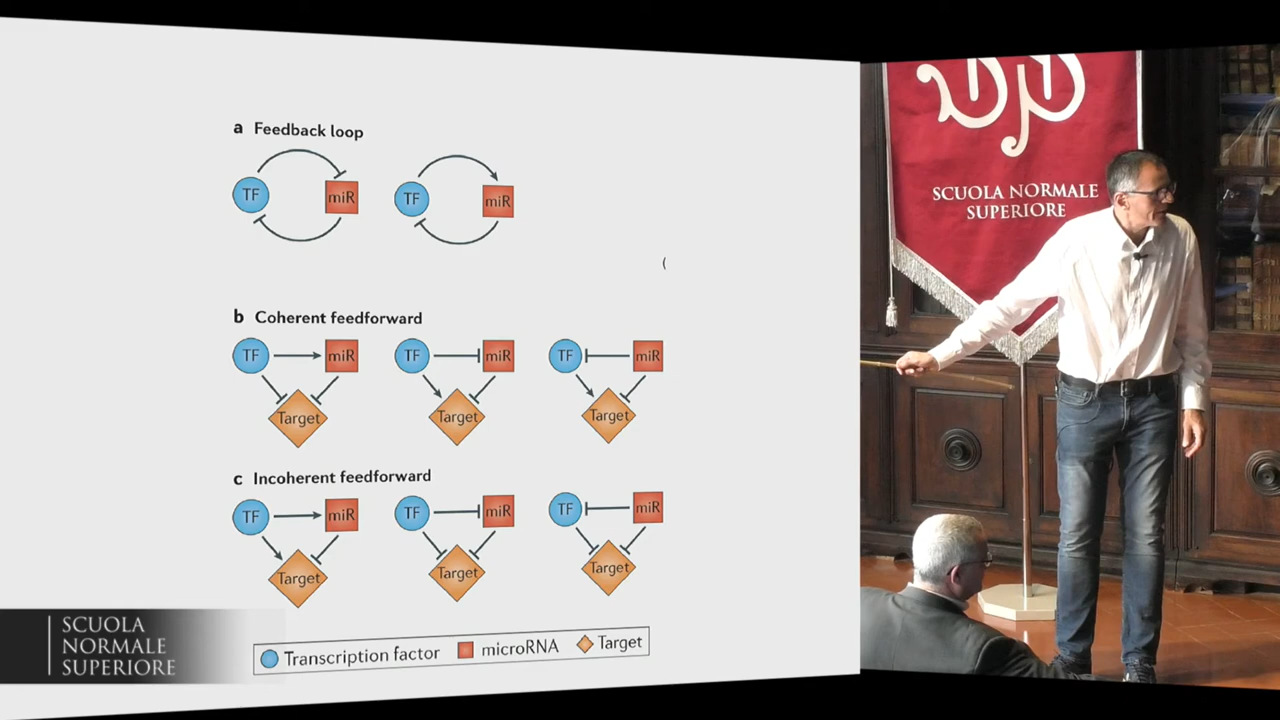 a Feedback loop
TF miR TF miR
(
b Coherent feedforward
TF miR TF miR TF miR
Target Target Target
c Incoherent feedforward
TF miR TF miR TF miR
Target Target Target
Transcription factor microRNA Target
SCUOLA
NORMALE
SUPERIORE
SCUOLA NORMALE
SUPERIORE